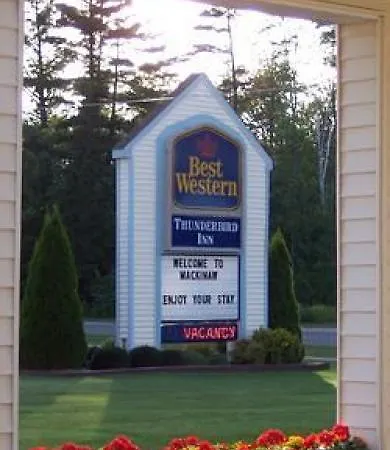 Best
Western
THUNDERBIRD
INN
WELCOME TO
MACKINAW
ENJOY YOUR STAY
VACANCY